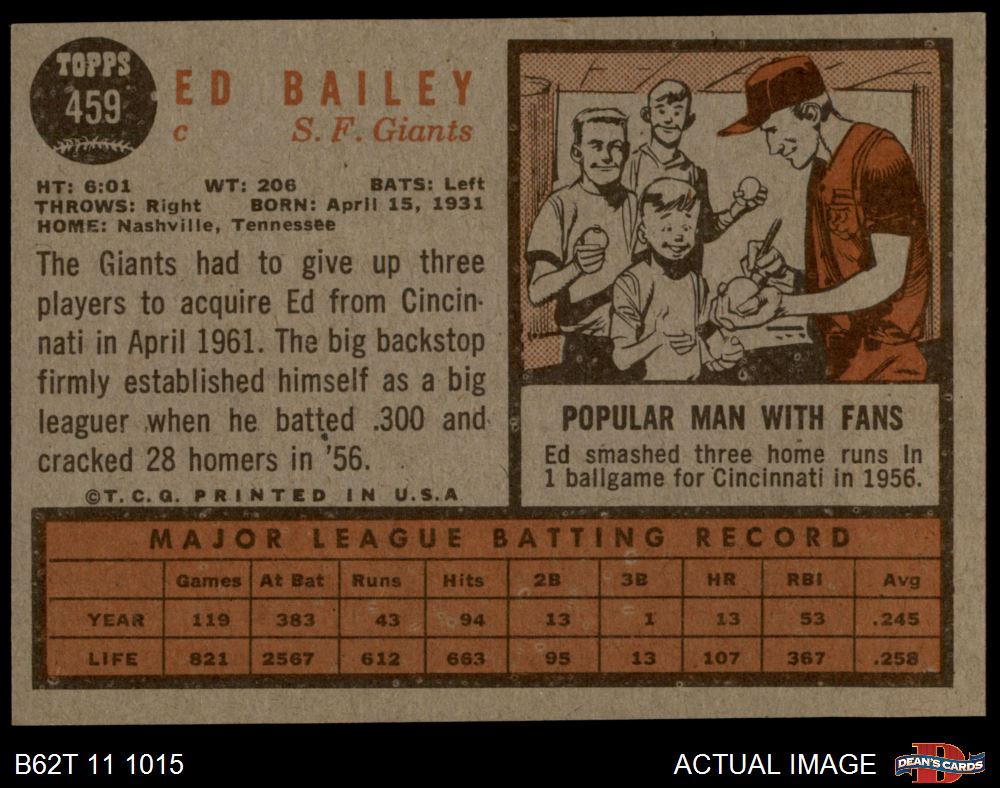 TOPPS
459
ED BAILEY
c S. F. Giants
HT: 6:01 WT: 206 BATS: Left
THROWS: Right BORN: April 15, 1931
HOME: Nashville, Tennessee
The Giants had to give up three
players to acquire Ed from Cincin-
nati in April 1961. The big backstop
firmly established himself as a big
leaguer when he batted .300 and
cracked 28 homers in '56.
©T. C. G. PRINTED IN U.S.A
POPULAR MAN WITH FANS
Ed smashed three home runs in
1 ballgame for Cincinnati in 1956.
MAJOR LEAGUE BATTING RECORD
Games At Bat Runs Hits 2B 3B HR RBI Avg
YEAR 119 383 43 94 13 1 13 53 .245
LIFE 821 2567 612 663 95 13 107 367 .258
B62T 11 1015
ACTUAL IMAGE
D
DEAN'S CARDS